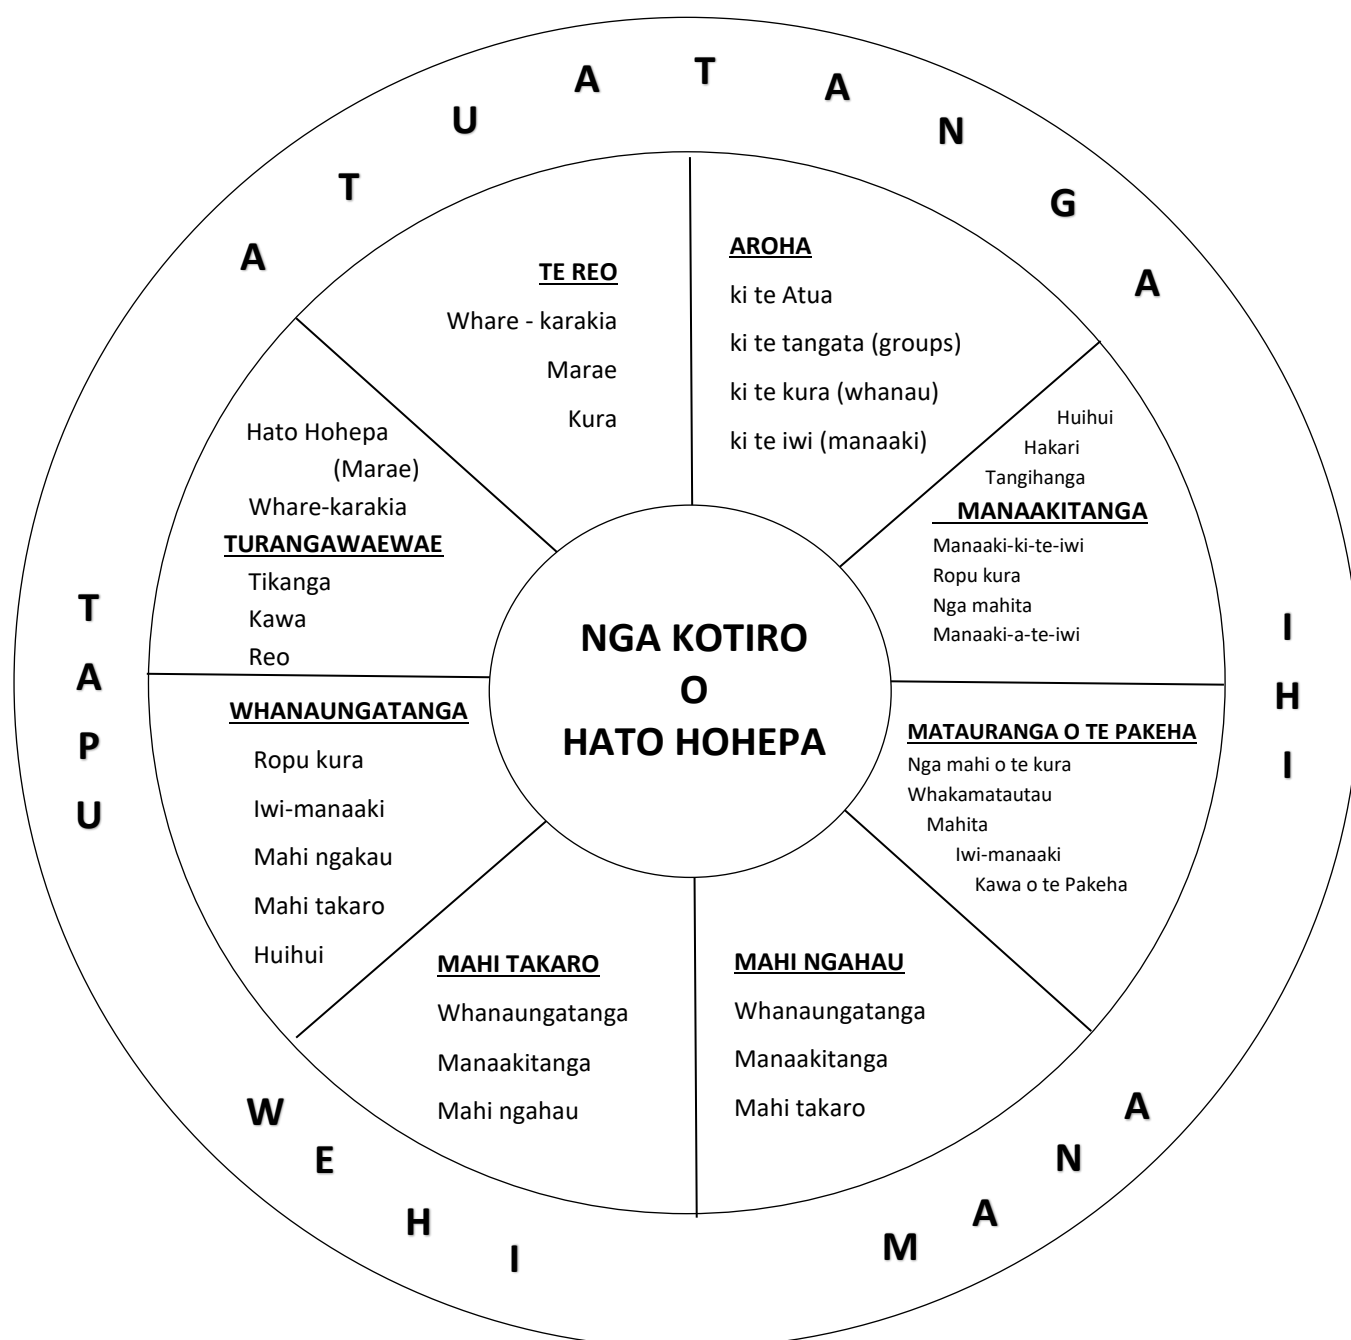 ATUATANGA
TE REO
Whare - karakia
Marae
Kura
AROHA
ki te Atua
ki te tangata (groups)
ki te kura (whanau)
ki te iwi (manaaki)
Huihui
Hakari
Tangihanga
MANAAKITANGA
Manaaki-ki-te-iwi
Ropu kura
Nga mahita
Manaaki-a-te-iwi
IHI
MATAURANGA O TE PAKEHA
Nga mahi o te kura
Whakamatautau
Mahita
Iwi-manaaki
Kawa o te Pakeha
MANA
MAHI NGAHAU
Whanaungatanga
Manaakitanga
Mahi takaro
MAHI TAKARO
Whanaungatanga
Manaakitanga
Mahi ngahau
WEHI
WHANAUNGATANGA
Ropu kura
Iwi-manaaki
Mahi ngakau
Mahi takaro
Huihui
TAPU
Hato Hohepa
(Marae)
Whare-karakia
TURANGAWAEWAE
Tikanga
Kawa
Reo
NGA KOTIRO
O
HATO HOHEPA